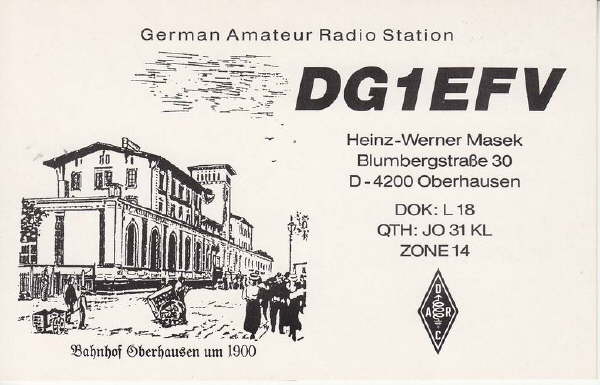 German Amateur Radio Station
DG1EFV
Heinz-Werner Masek
Blumbergstraße 30
D-4200 Oberhausen
DOK: L 18
QTH: JO 31 KL
ZONE 14
D
A R
C
Bahnhof Oberhausen um 1900